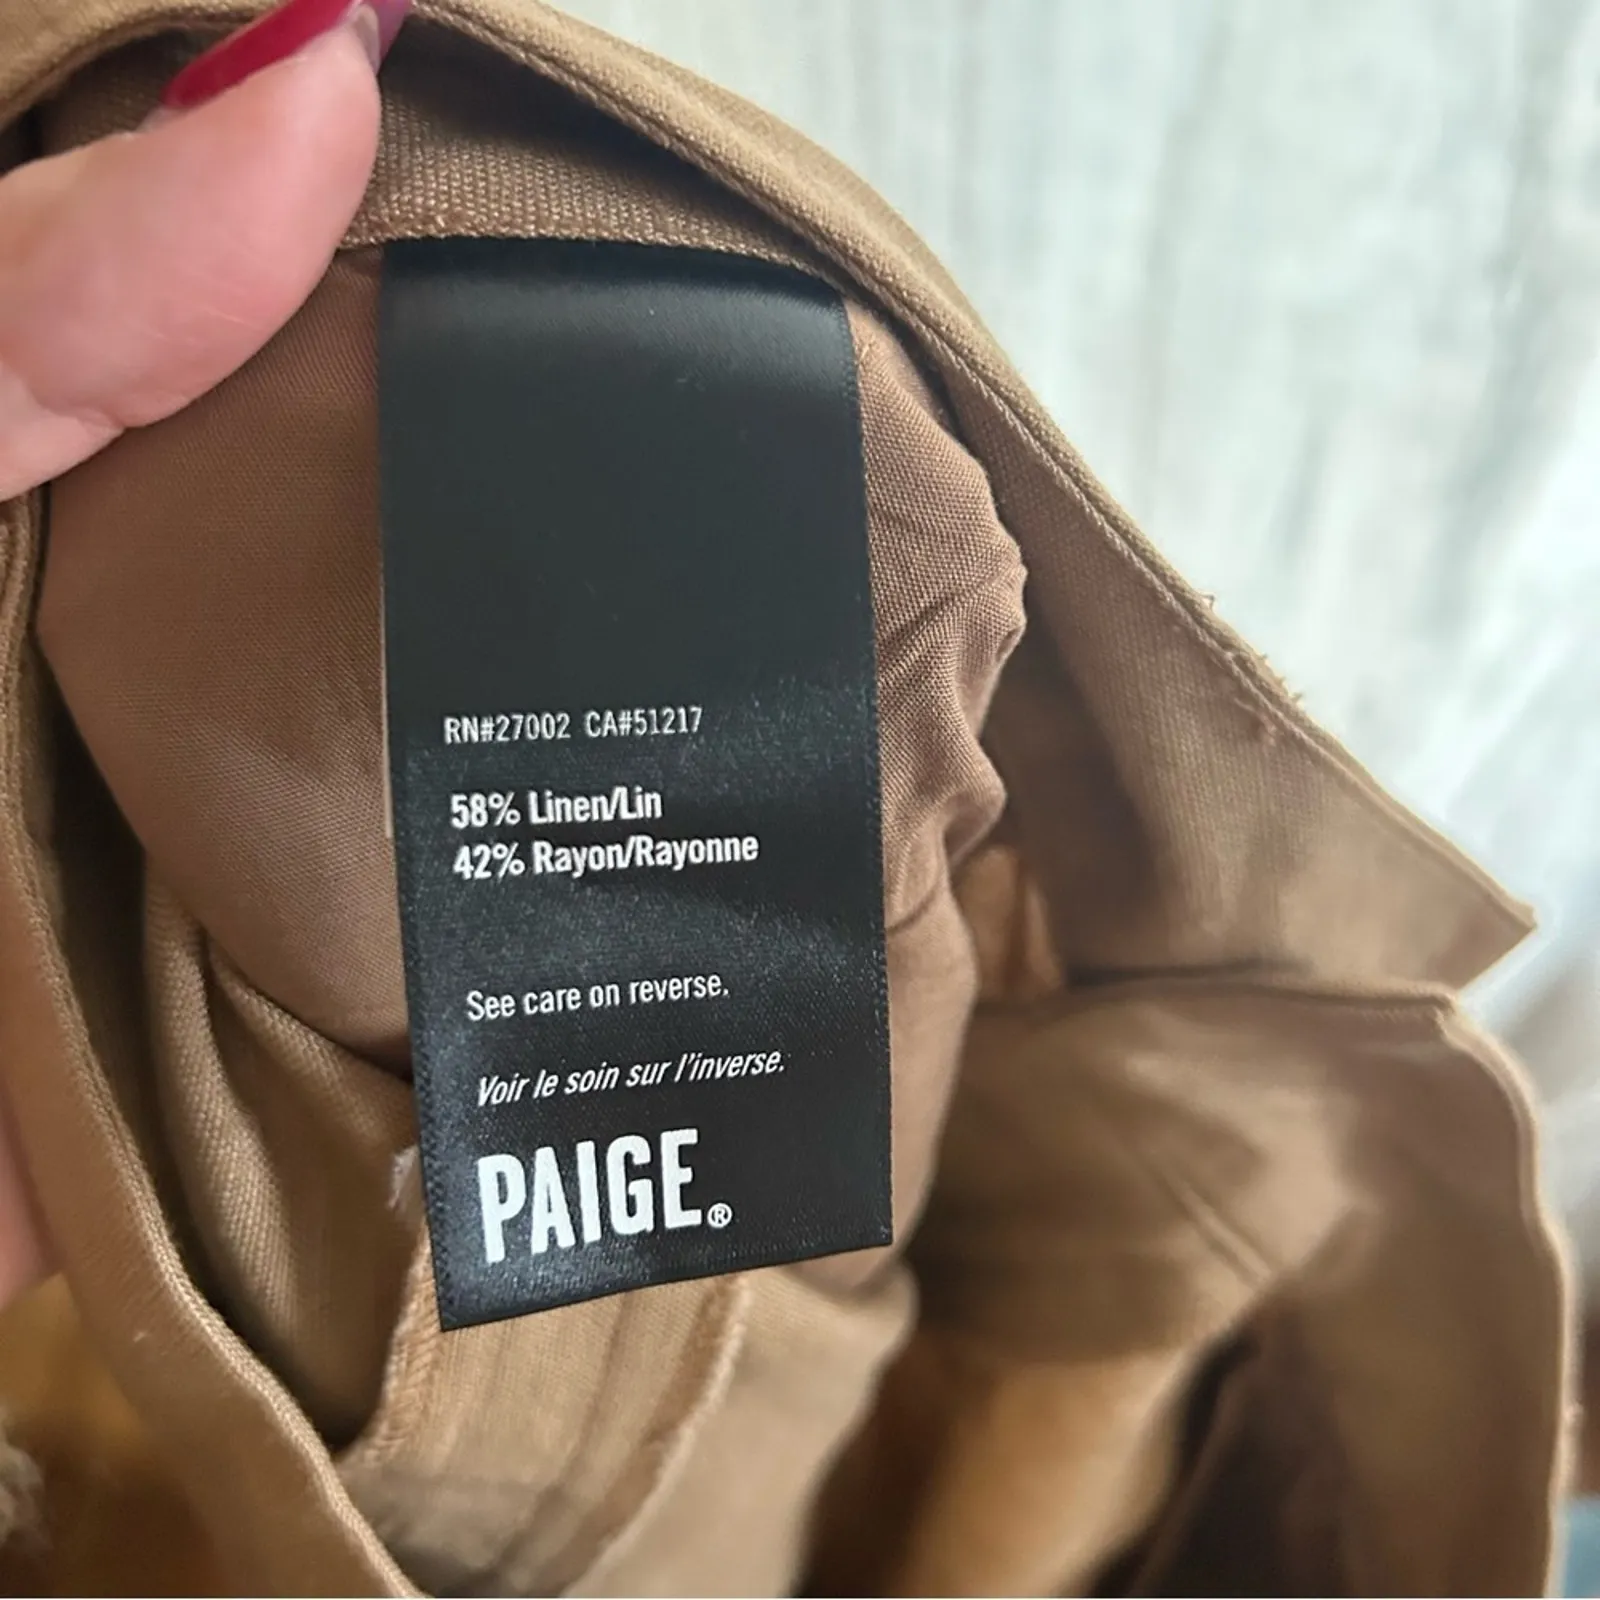 RN#27002 CA#51217
58% Linen/Lin
42% Rayon/Rayonne
See care on reverse.
Voir le soin sur l'inverse.
PAIGE®